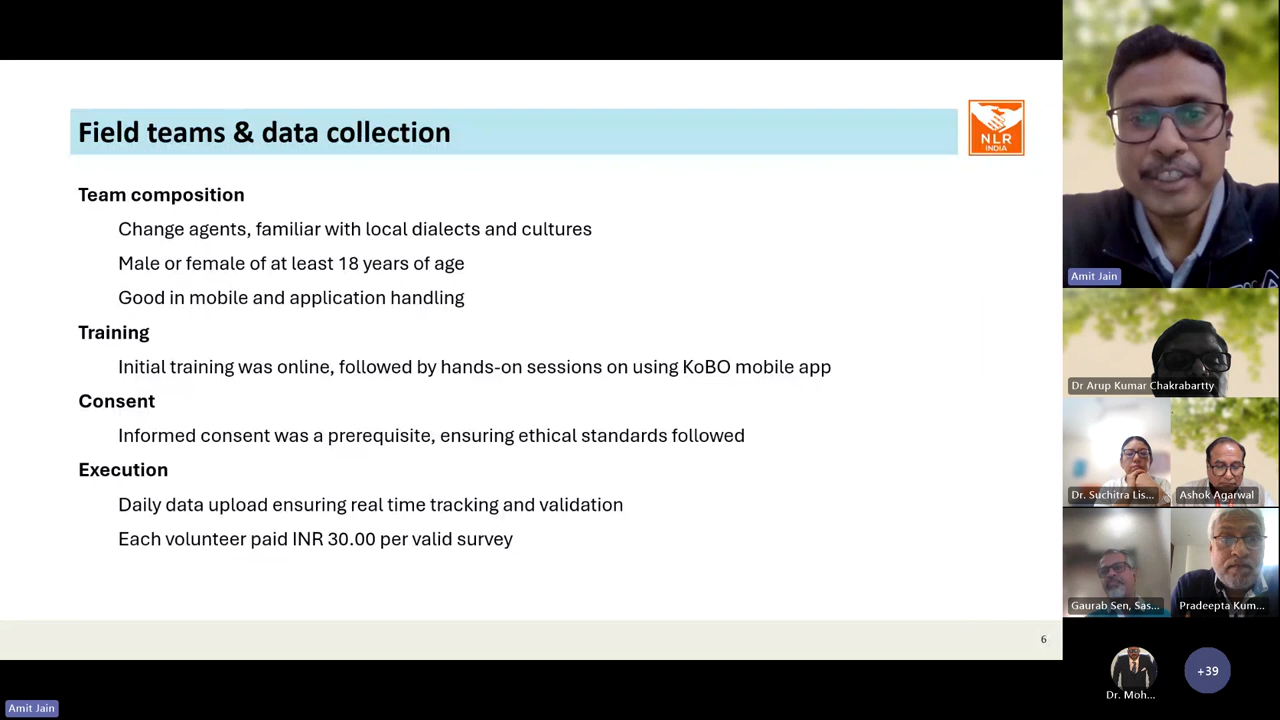 Field teams & data collection
NLR
INDIA
Team composition
Change agents, familiar with local dialects and cultures
Male or female of at least 18 years of age
Good in mobile and application handling
Training
Initial training was online, followed by hands-on sessions on using KoBO mobile app
Consent
Informed consent was a prerequisite, ensuring ethical standards followed
Execution
Daily data upload ensuring real time tracking and validation
Each volunteer paid INR 30.00 per valid survey
6
Amit Jain
Amit Jain
Dr Arup Kumar Chakrabartty
Dr. Suchitra Lis...
Ashok Agarwal
Gaurab Sen, Sas...
Pradeepta Kum...
Dr. Moh...
+39